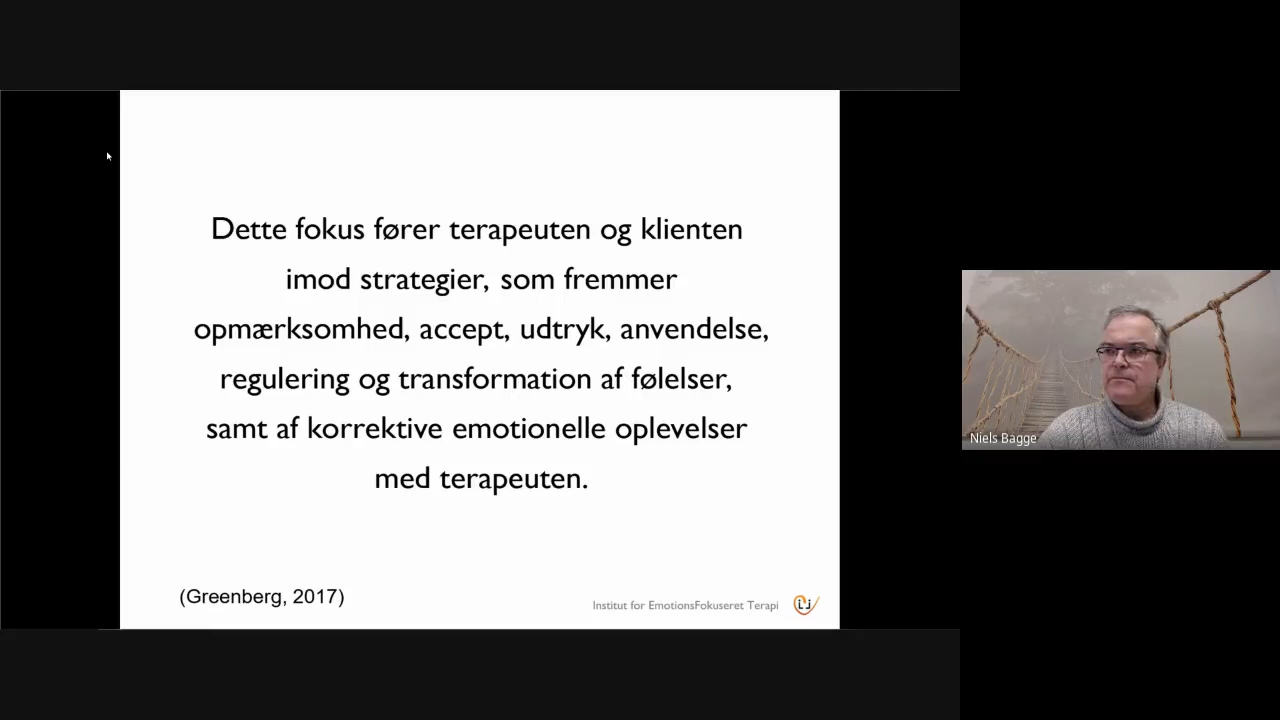 Dette fokus fører terapeuten og klienten
imod strategier, som fremmer
opmærksomhed, accept, udtryk, anvendelse,
regulering og transformation af følelser,
samt af korrektive emotionelle oplevelser
med terapeuten.
(Greenberg, 2017)
Institut for EmotionsFokuseret Terapi
Niels Bagge